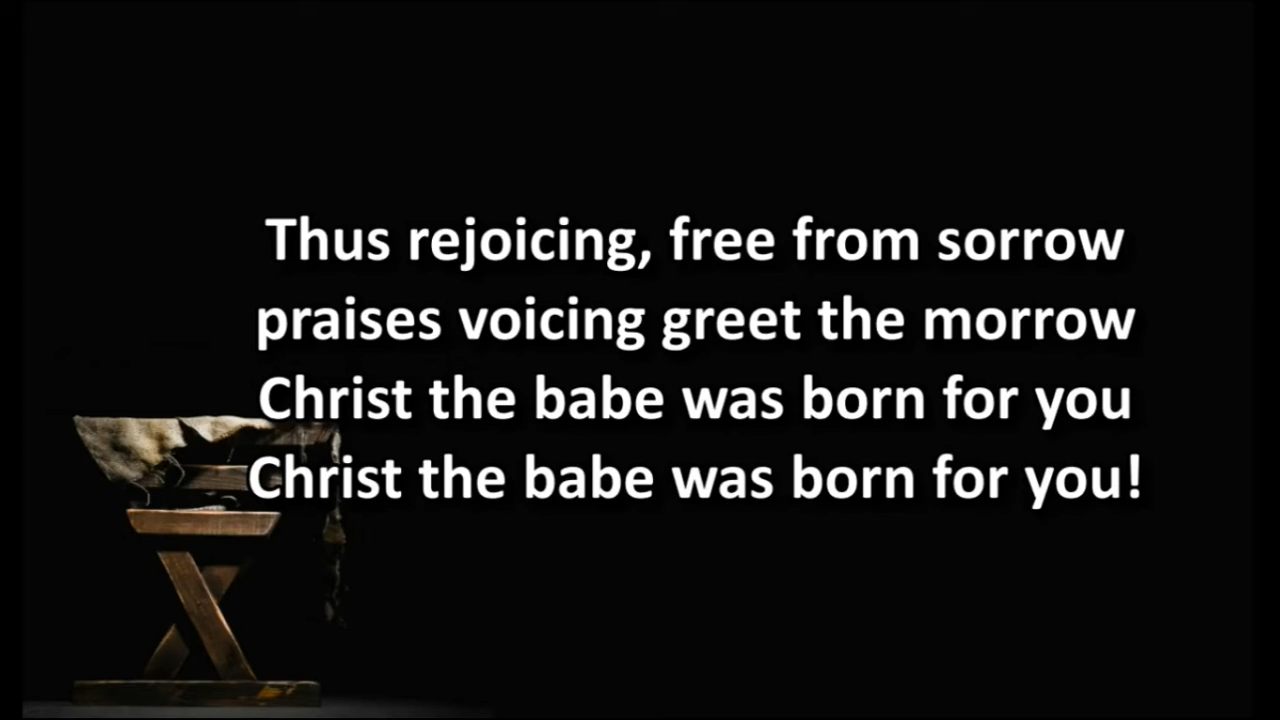 Thus rejoicing, free from sorrow
praises voicing greet the morrow
Christ the babe was born for you
Christ the babe was born for you!